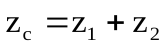 z_c = z_1 + z_2